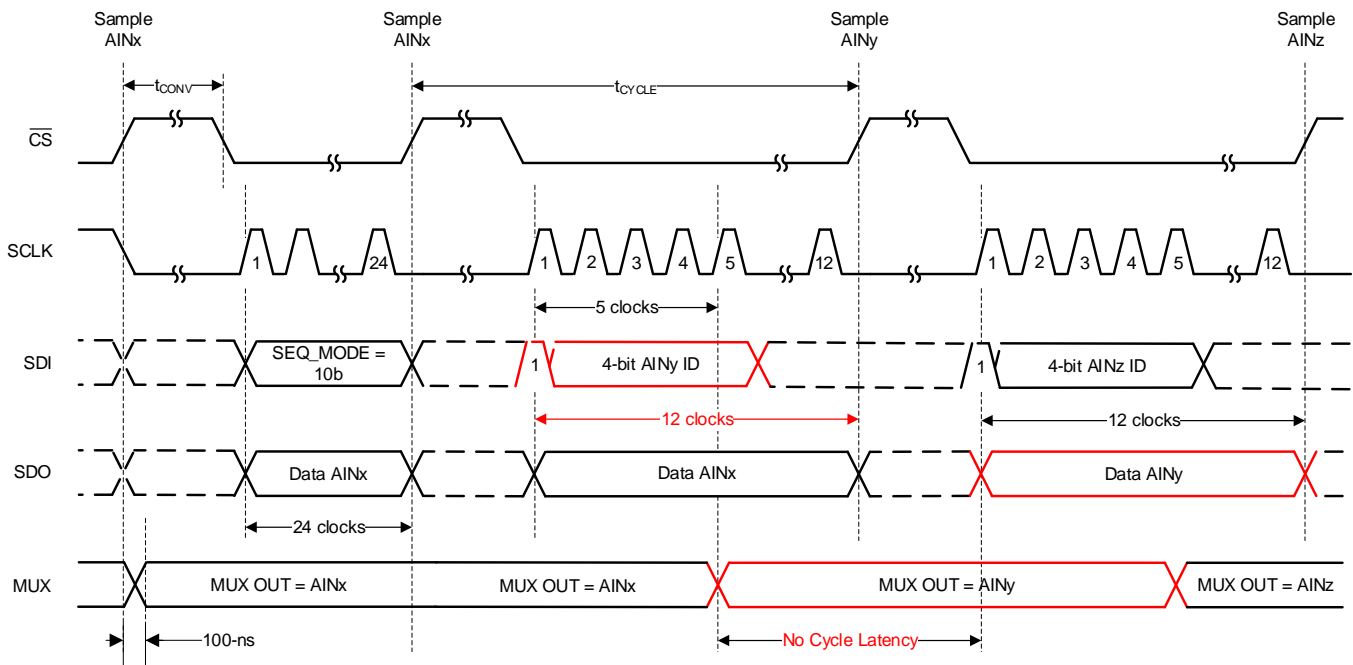 Sample
AINx
Sample
AINx
Sample
AINy
Sample
AINz
tCONV
tCYCLE
CS
SCLK
1
24
1
2
3
4
5
12
1
2
3
4
5
12
5 clocks
SDI
SEQ_MODE =
10b
1
4-bit AINy ID
1
4-bit AINz ID
12 clocks
12 clocks
SDO
Data AINx
Data AINx
Data AINy
24 clocks
MUX
MUX OUT = AINx
MUX OUT = AINx
MUX OUT = AINy
MUX OUT = AINz
100-ns
No Cycle Latency